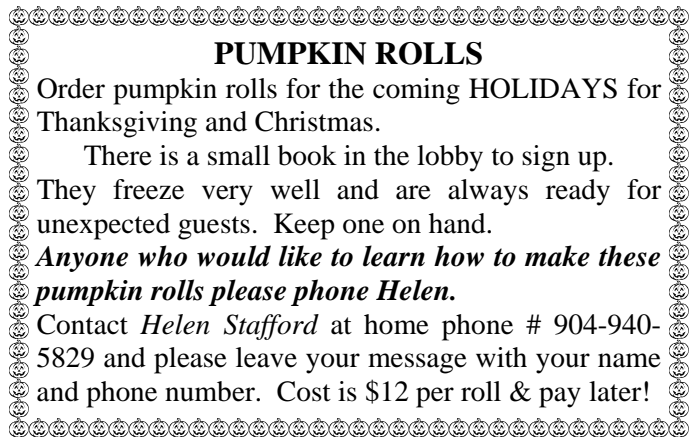 PUMPKIN ROLLS
Order pumpkin rolls for the coming HOLIDAYS for
Thanksgiving and Christmas.
There is a small book in the lobby to sign up.
They freeze very well and are always ready for
unexpected guests. Keep one on hand.
Anyone who would like to learn how to make these
pumpkin rolls please phone Helen.
Contact Helen Stafford at home phone # 904-940-
5829 and please leave your message with your name
and phone number. Cost is $12 per roll & pay later!